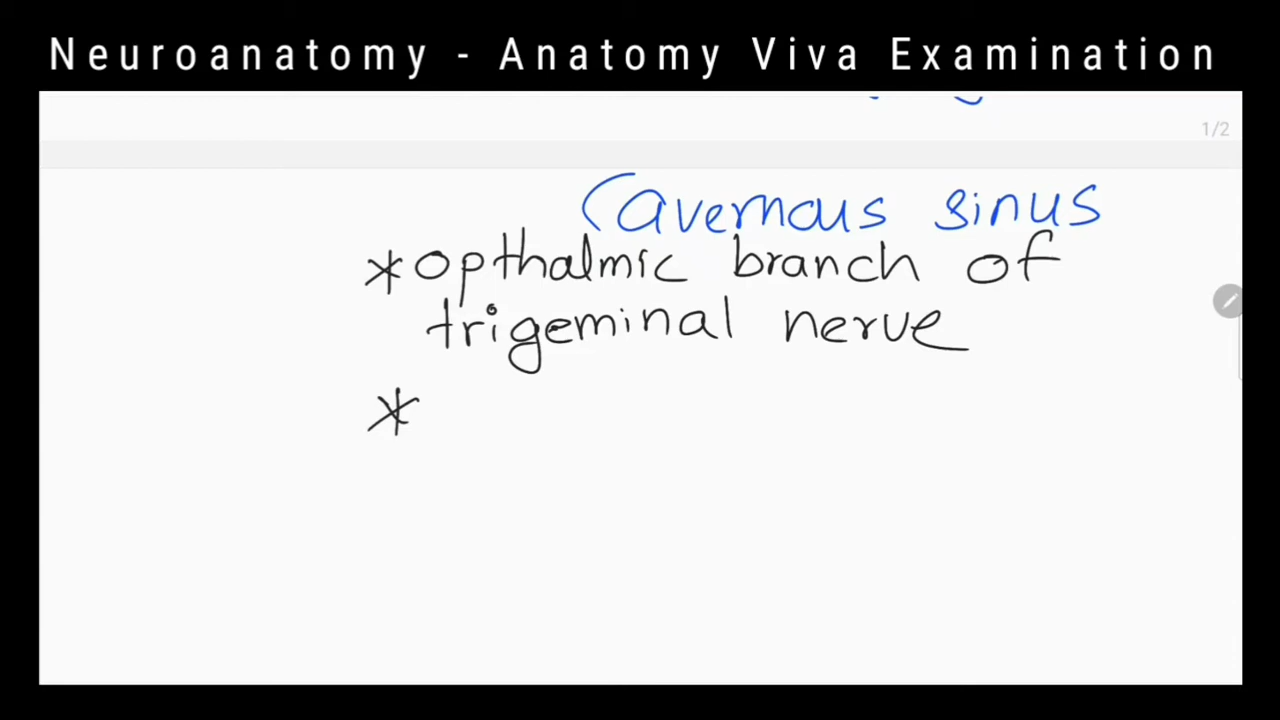 Neuroanatomy - Anatomy Viva Examination
1/2
Cavernous sinus
* opthalmic branch of
trigeminal nerve
*